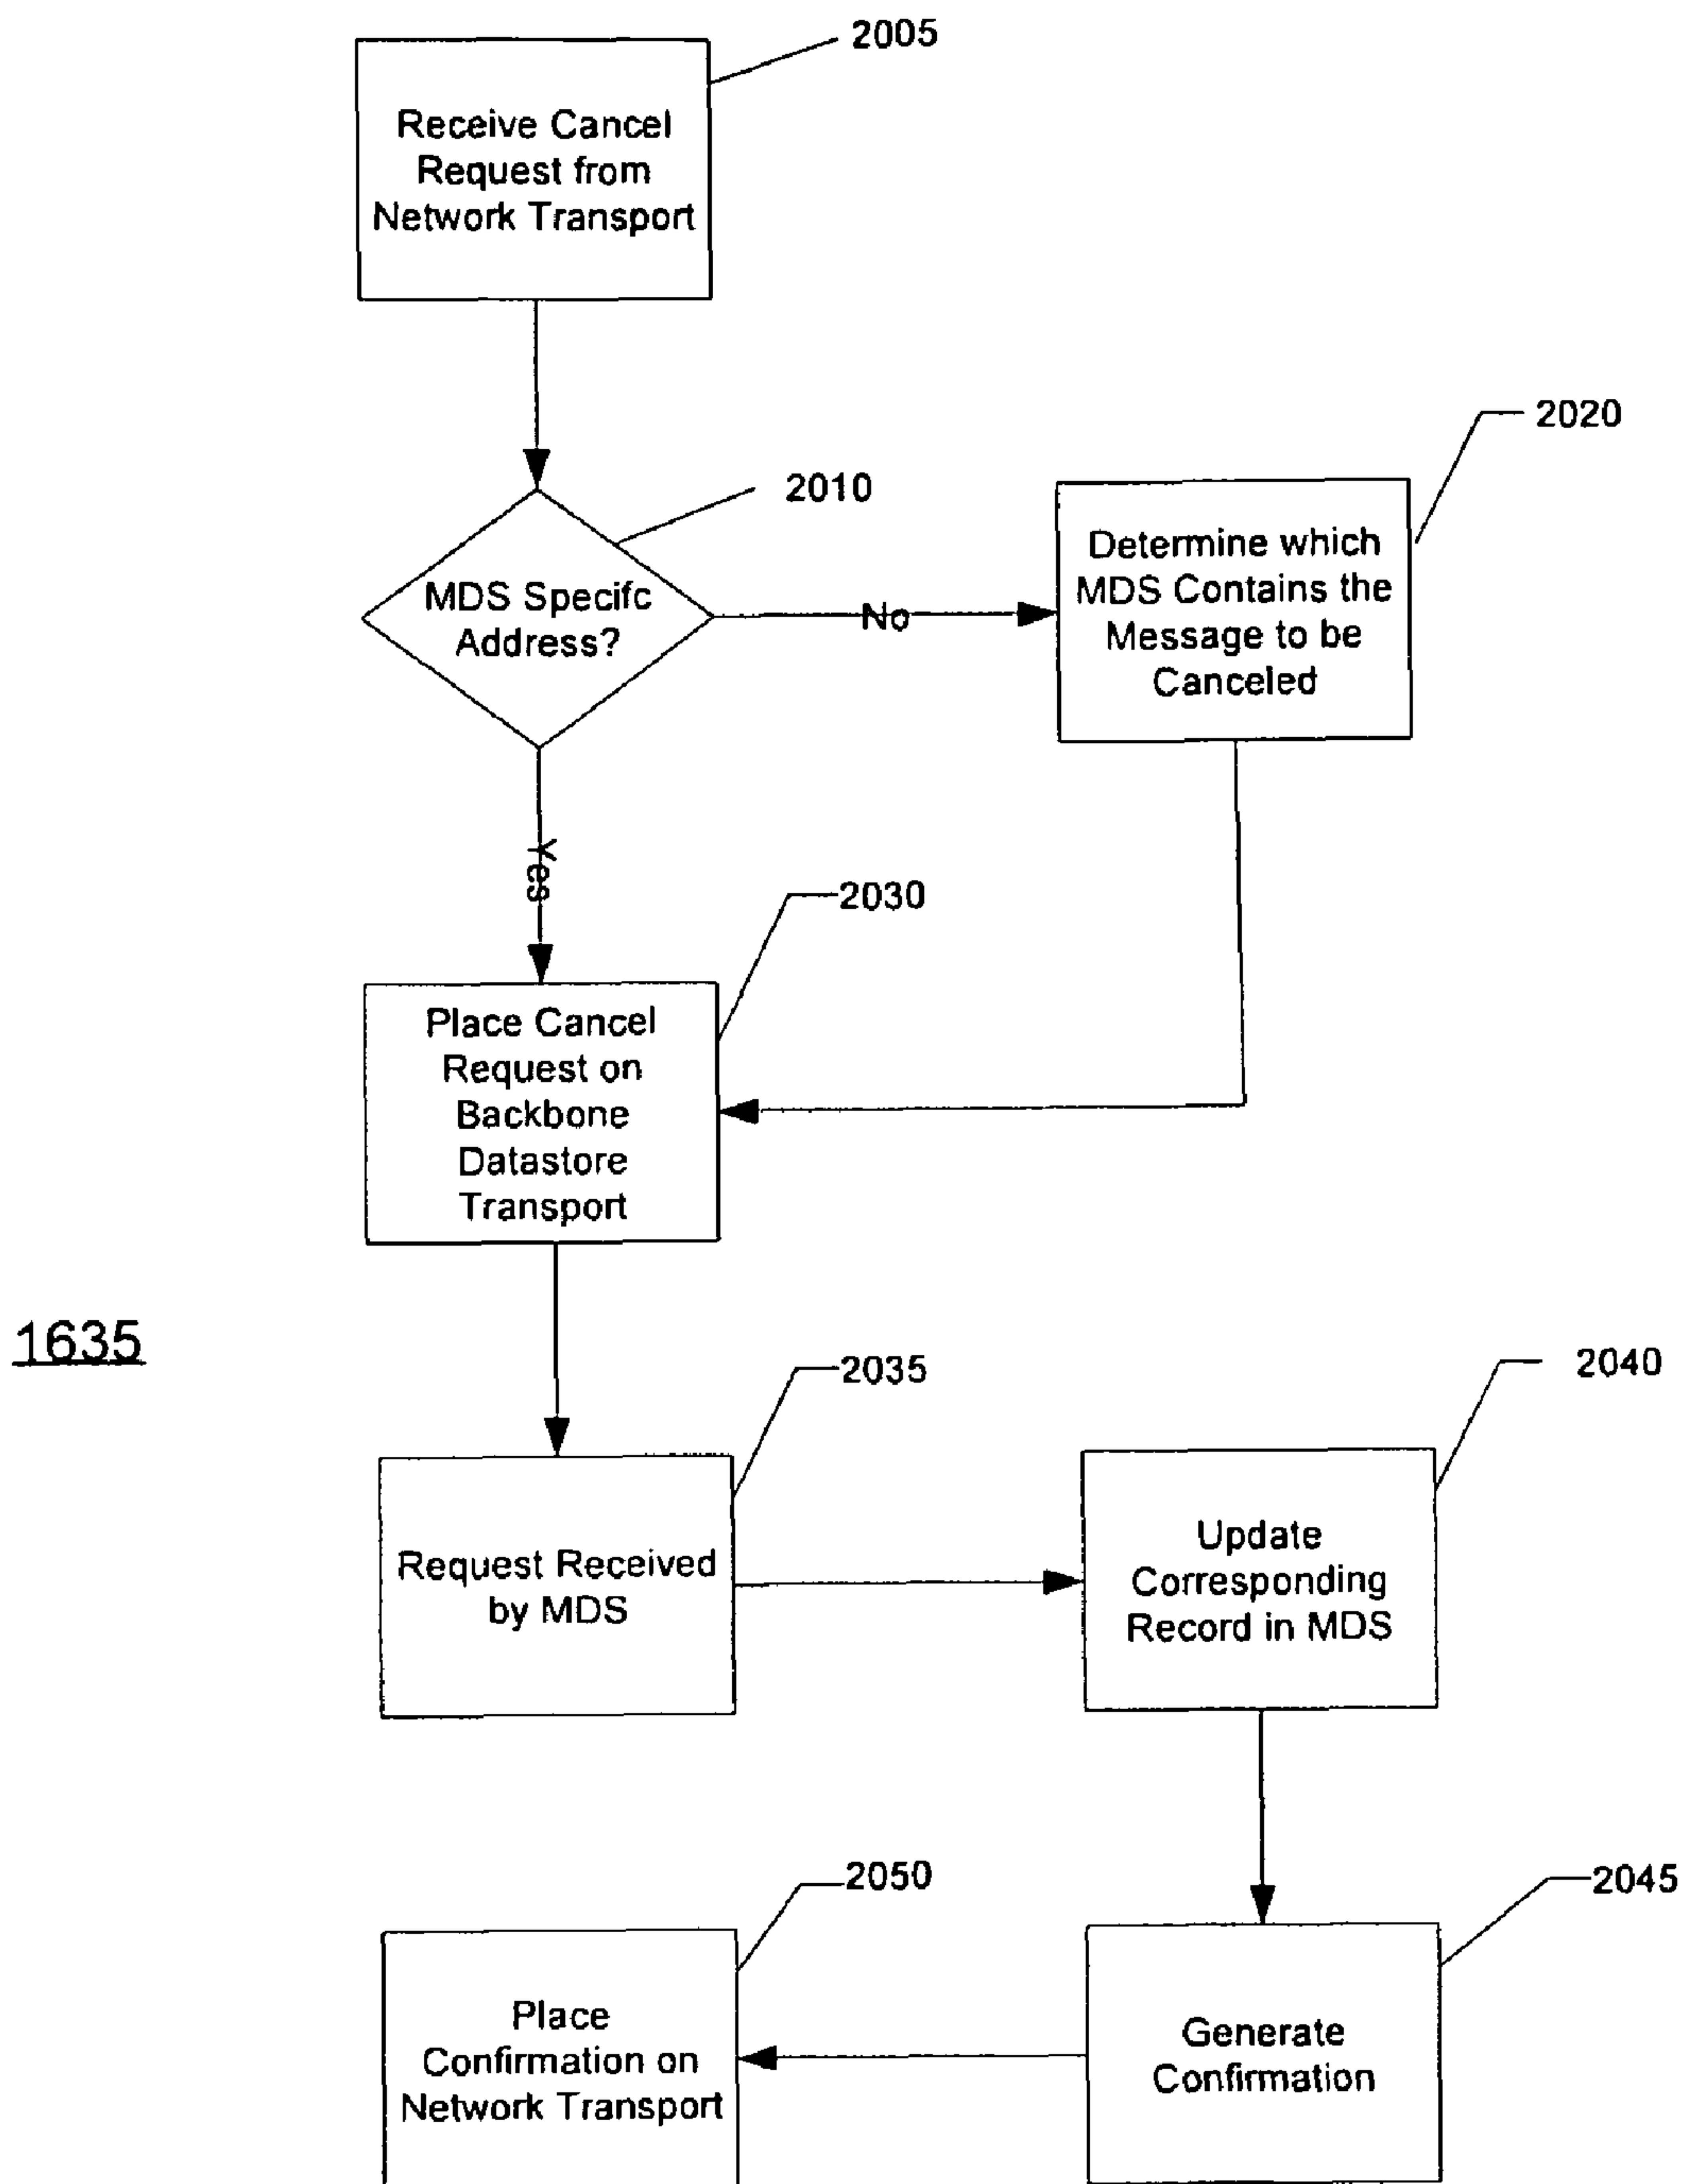 2005
Receive Cancel
Request from
Network Transport
2010
MDS Specifc
Address?
No
2020
Determine which
MDS Contains the
Message to be
Canceled
Yes
2030
Place Cancel
Request on
Backbone
Datastore
Transport
1635
2035
Request Received
by MDS
2040
Update
Corresponding
Record in MDS
2045
Generate
Confirmation
2050
Place
Confirmation on
Network Transport